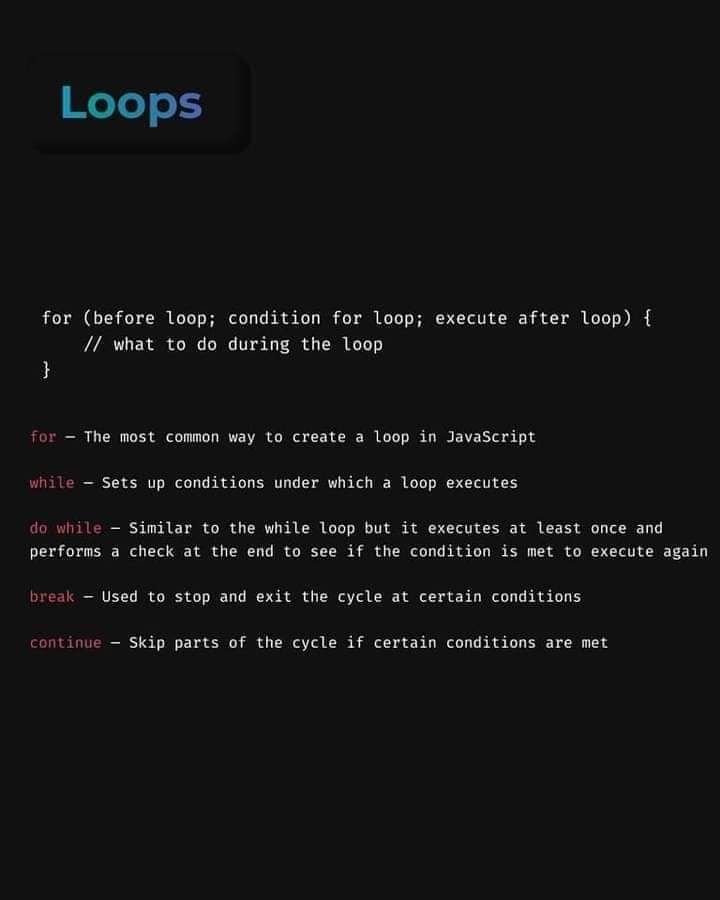 Loops
for (before loop; condition for loop; execute after loop) {
// what to do during the loop
}
for — The most common way to create a loop in JavaScript
while — Sets up conditions under which a loop executes
do while — Similar to the while loop but it executes at least once and
performs a check at the end to see if the condition is met to execute again
break — Used to stop and exit the cycle at certain conditions
continue — Skip parts of the cycle if certain conditions are met